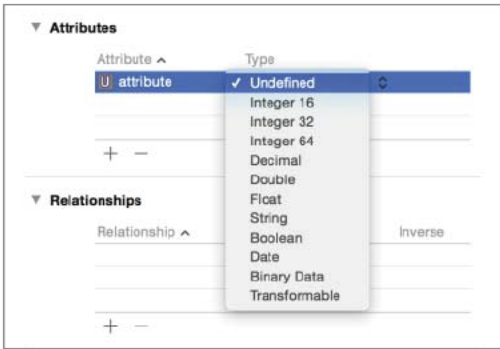 Attributes
Attribute Type
U attribute ✓ Undefined
Integer 16
Integer 32
Integer 64
+ − Decimal
Double
Relationships Float
String
Relationship Boolean Inverse
Date
Binary Data
Transformable
+ −